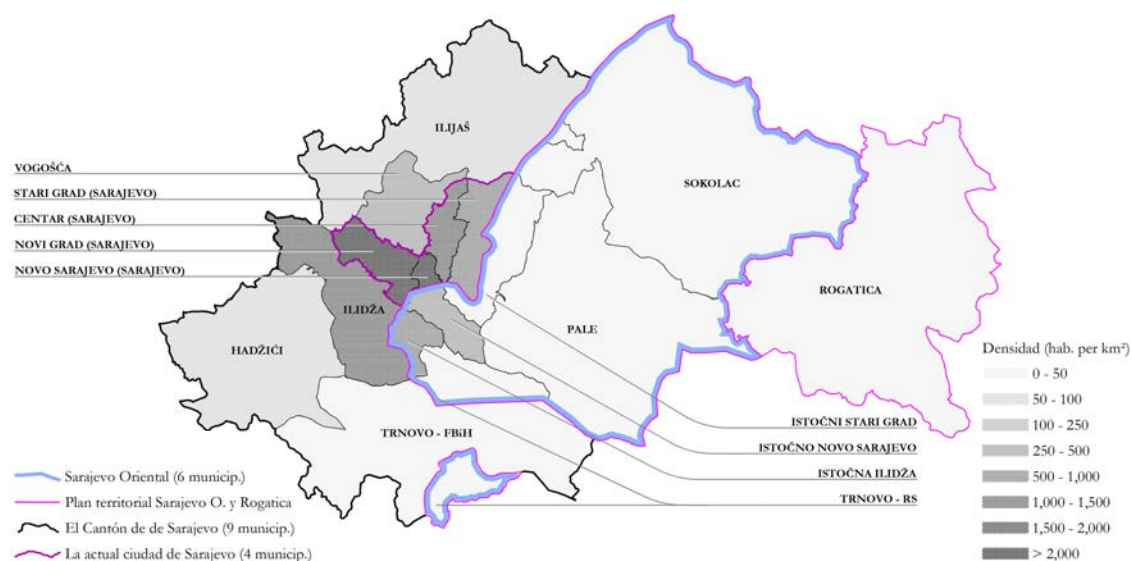 ILIJAŠ
VOGOŠĆA
STARI GRAD (SARAJEVO)
CENTAR (SARAJEVO)
NOVI GRAD (SARAJEVO)
NOVO SARAJEVO (SARAJEVO)
SOKOLAC
ROGATICA
ILIDŽA
PALE
HADŽIĆI
TRNOVO - FBiH
ISTOČNI STARI GRAD
ISTOČNO NOVO SARAJEVO
ISTOČNA ILIDŽA
TRNOVO - RS
Sarajevo Oriental (6 municip.)
Plan territorial Sarajevo O. y Rogatica
El Cantón de de Sarajevo (9 municip.)
La actual ciudad de Sarajevo (4 municip.)
Densidad (hab. per km²)
0 - 50
50 - 100
100 - 250
250 - 500
500 - 1,000
1,000 - 1,500
1,500 - 2,000
> 2,000